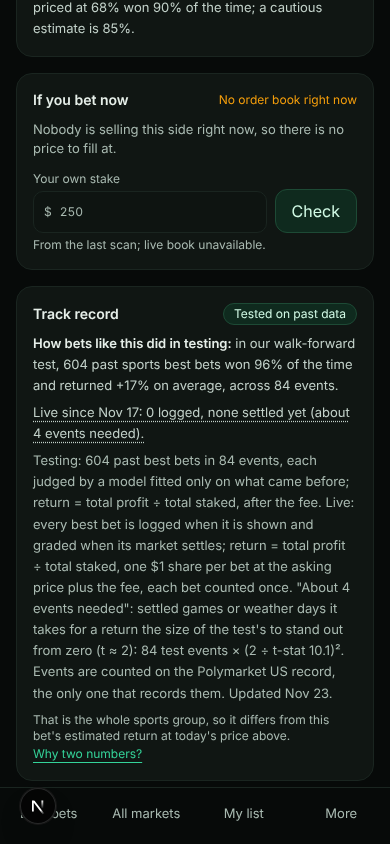 priced at 68% won 90% of the time; a cautious
estimate is 85%.
If you bet now
No order book right now
Nobody is selling this side right now, so there is no
price to fill at.
Your own stake
$ 250
Check
From the last scan; live book unavailable.
Track record
Tested on past data
How bets like this did in testing: in our walk-forward
test, 604 past sports best bets won 96% of the time
and returned +17% on average, across 84 events.
Live since Nov 17: 0 logged, none settled yet (about
4 events needed).
Testing: 604 past best bets in 84 events, each
judged by a model fitted only on what came before;
return = total profit ÷ total staked, after the fee. Live:
every best bet is logged when it is shown and
graded when its market settles; return = total profit
÷ total staked, one $1 share per bet at the asking
price plus the fee, each bet counted once. "About 4
events needed": settled games or weather days it
takes for a return the size of the test's to stand out
from zero (t ≈ 2): 84 test events × (2 ÷ t-stat 10.1)².
Events are counted on the Polymarket US record,
the only one that records them. Updated Nov 23.
That is the whole sports group, so it differs from this
bet's estimated return at today's price above.
Why two numbers?
N
bets
All markets
My list
More